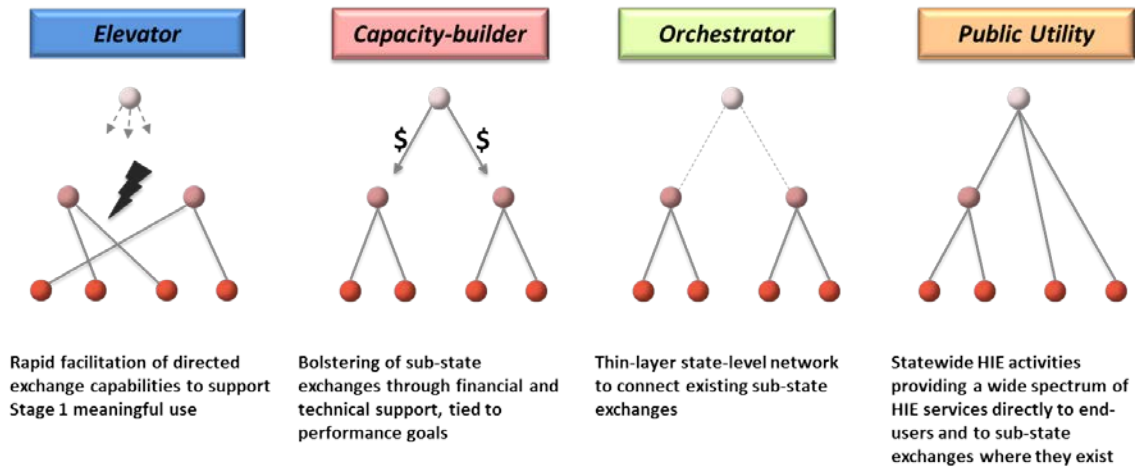 Elevator
Capacity-builder
Orchestrator
Public Utility
$
$
Rapid facilitation of directed
exchange capabilities to support
Stage 1 meaningful use
Bolstering of sub-state
exchanges through financial and
technical support, tied to
performance goals
Thin-layer state-level network
to connect existing sub-state
exchanges
Statewide HIE activities
providing a wide spectrum of
HIE services directly to end-
users and to sub-state
exchanges where they exist